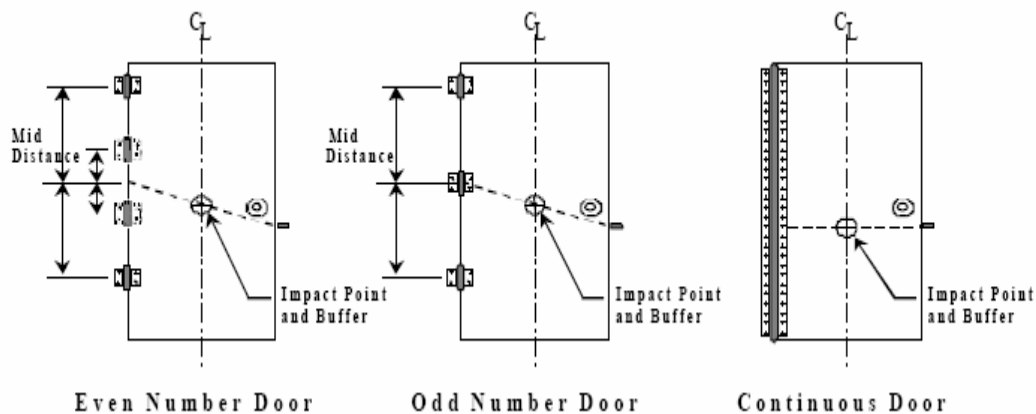 CL
CL
CL
Mid
Distance
Mid
Distance
Impact Point
and Buffer
Impact Point
and Buffer
Impact Point
and Buffer
Even Number Door
Odd Number Door
Continuous Door